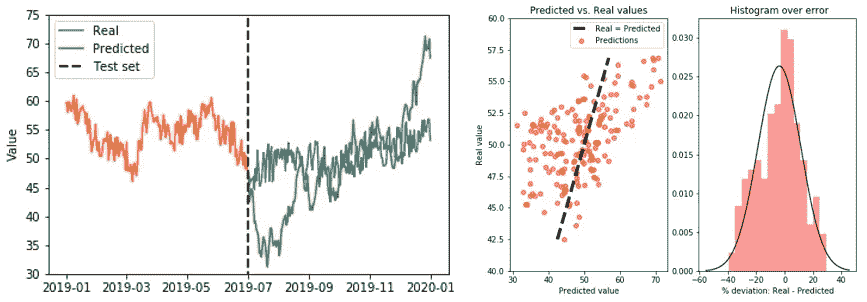 75
70
65
60
55
50
45
40
35
30
Value
Real
Predicted
Test set
2019-01 2019-03 2019-05 2019-07 2019-09 2019-11 2020-01
Predicted vs. Real values
60.0
57.5
55.0
52.5
50.0
47.5
45.0
42.5
40.0
Real value
Real = Predicted
Predictions
30 40 50 60 70
Predicted value
Histogram over error
0.030
0.025
0.020
0.015
0.010
0.005
0.000
−60 −40 −20 0 20 40
% deviation: Real - Predicted